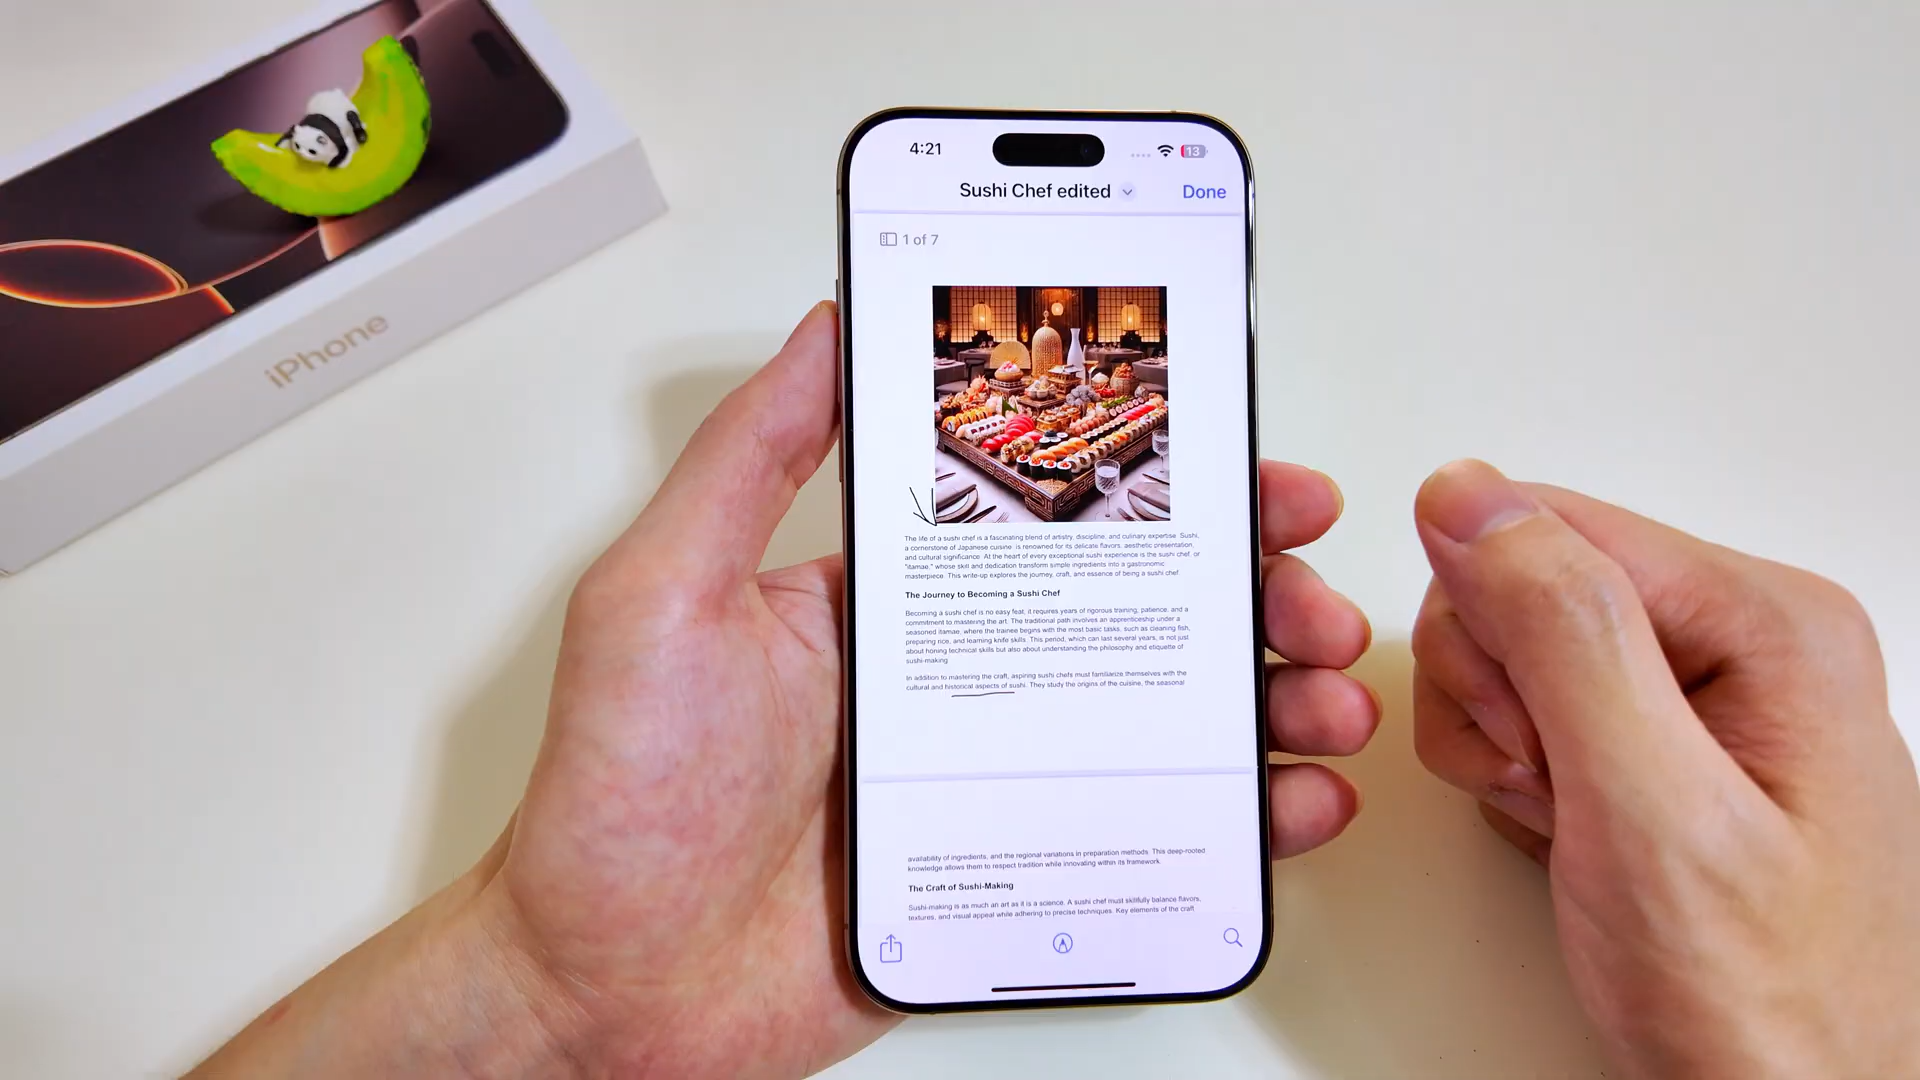 iPhone
4:21
13
Sushi Chef edited
Done
1 of 7
The life of a sushi chef is a fascinating blend of artistry, discipline, and culinary expertise. Sushi,
a cornerstone of Japanese cuisine, is renowned for its delicate flavors, aesthetic presentation,
and cultural significance. At the heart of every exceptional sushi experience is the sushi chef, or
"itamae," whose skill and dedication transform simple ingredients into a gastronomic
masterpiece. This write-up explores the journey, craft, and essence of being a sushi chef
The Journey to Becoming a Sushi Chef
Becoming a sushi chef is no easy feat; it requires years of rigorous training, patience, and a
commitment to mastering the art. The traditional path involves an apprenticeship under a
seasoned itamae, where the trainee begins with the most basic tasks, such as cleaning fish,
preparing rice, and learning knife skills. This period, which can last several years, is not just
about honing technical skills but also about understanding the philosophy and etiquette of
sushi-making
In addition to mastering the craft, aspiring sushi chefs must familiarize themselves with the
cultural and historical aspects of sushi. They study the origins of the cuisine, the seasonal
availability of ingredients, and the regional variations in preparation methods. This deep-rooted
knowledge allows them to respect tradition while innovating within its framework.
The Craft of Sushi-Making
Sushi-making is as much an art as it is a science. A sushi chef must skillfully balance flavors,
textures, and visual appeal while adhering to precise techniques. Key elements of the craft